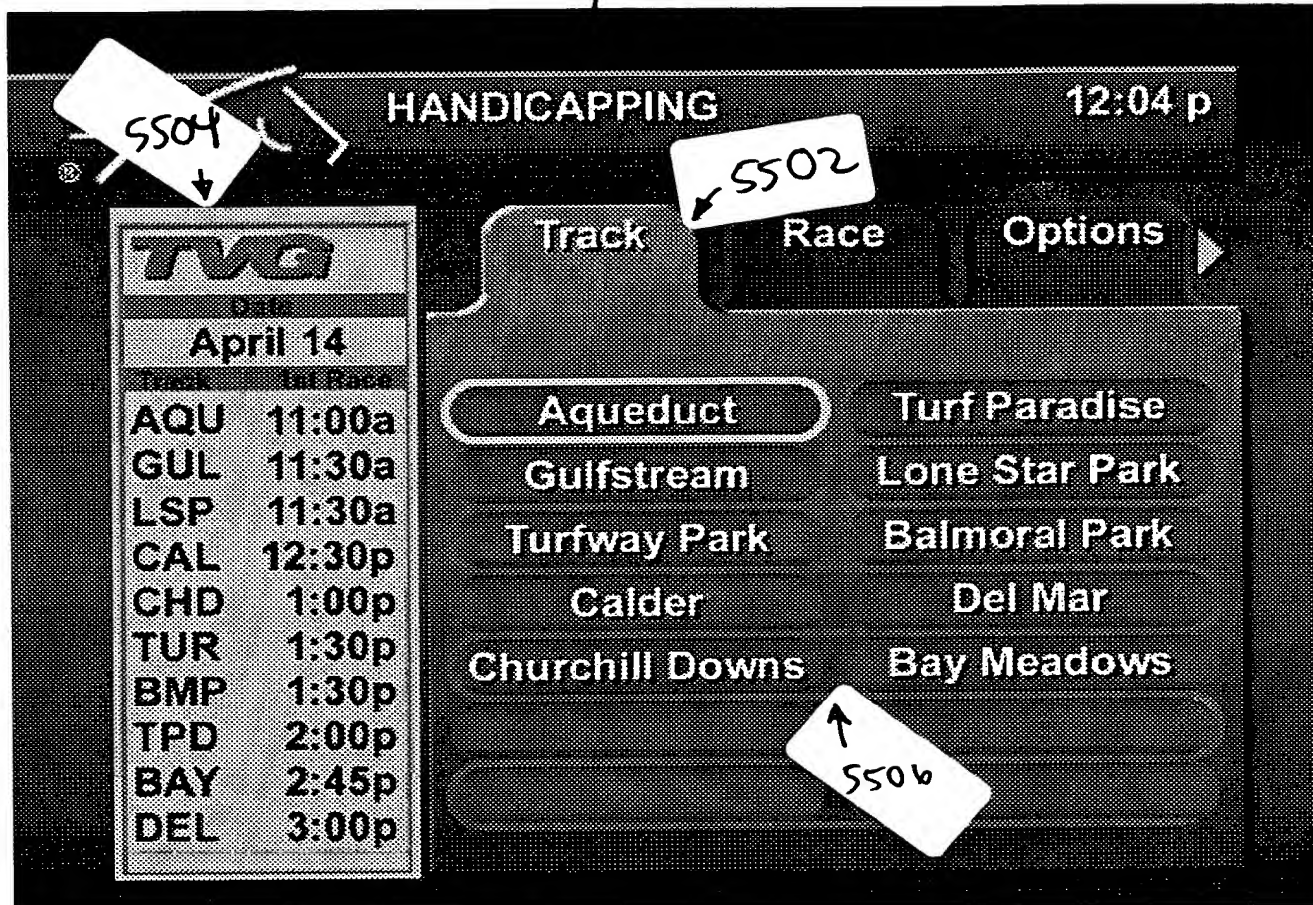 HANDICAPPING 12:04 p
5504
5502
®
TVG
Date
April 14
Track 1st Race
AQU 11:00a
GUL 11:30a
LSP 11:30a
CAL 12:30p
CHD 1:00p
TUR 1:30p
BMP 1:30p
TPD 2:00p
BAY 2:45p
DEL 3:00p
Track Race Options
Aqueduct Turf Paradise
Gulfstream Lone Star Park
Turfway Park Balmoral Park
Calder Del Mar
Churchill Downs Bay Meadows
5506